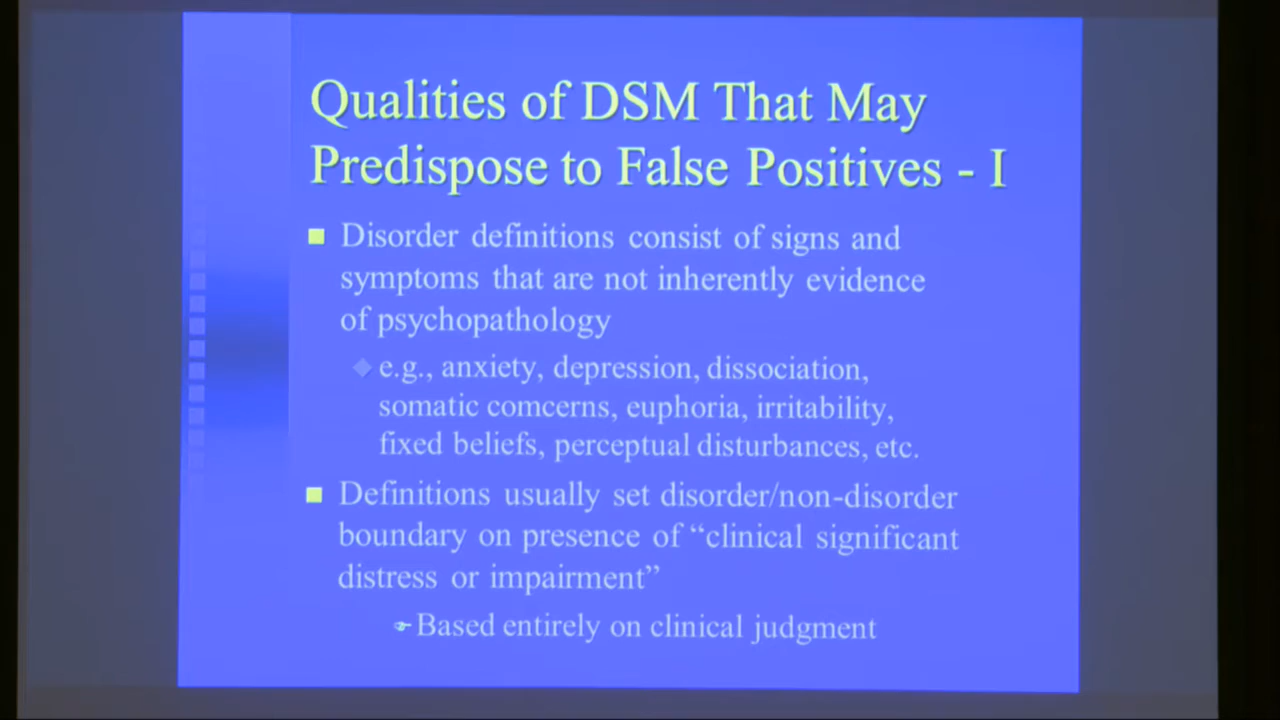 Qualities of DSM That May
Predispose to False Positives - I
Disorder definitions consist of signs and
symptoms that are not inherently evidence
of psychopathology
e.g., anxiety, depression, dissociation,
somatic comcerns, euphoria, irritability,
fixed beliefs, perceptual disturbances, etc.
Definitions usually set disorder/non-disorder
boundary on presence of “clinical significant
distress or impairment”
Based entirely on clinical judgment